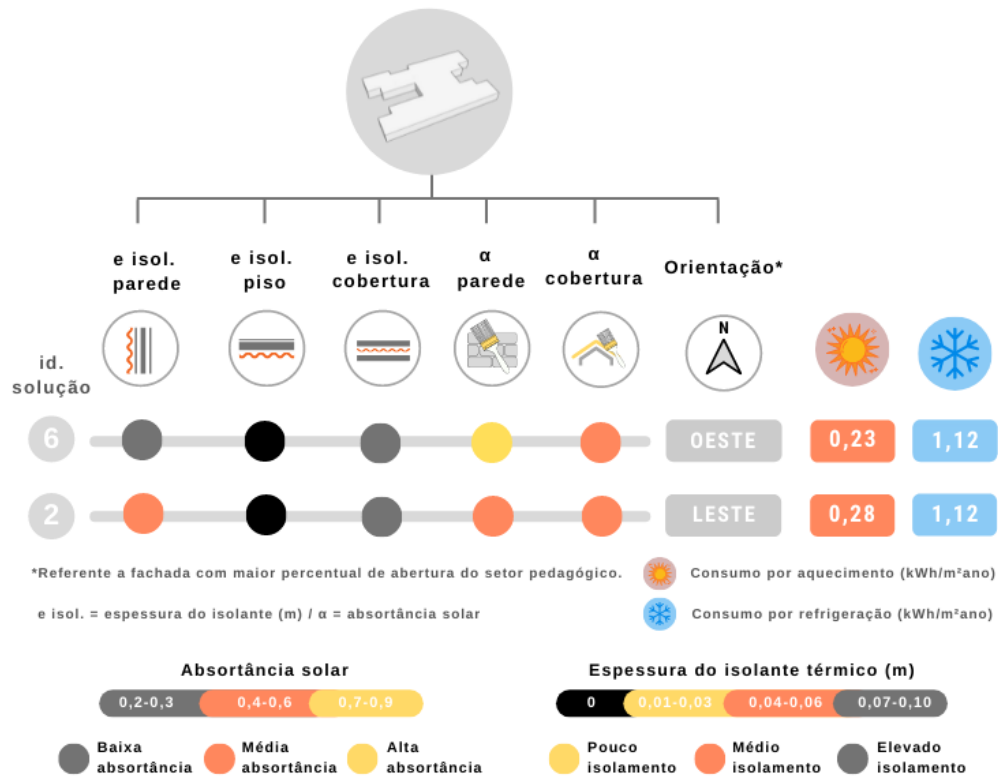 e isol.
parede
e isol.
piso
e isol.
cobertura
α
parede
α
cobertura
Orientação*
N
id.
solução
6
OESTE
0,23
1,12
2
LESTE
0,28
1,12
*Referente a fachada com maior percentual de abertura do setor pedagógico.
Consumo por aquecimento (kWh/m²ano)
e isol. = espessura do isolante (m) / α = absortância solar
Consumo por refrigeração (kWh/m²ano)
Absortância solar
0,2-0,3
0,4-0,6
0,7-0,9
Baixa
absortância
Média
absortância
Alta
absortância
Espessura do isolante térmico (m)
0
0,01-0,03
0,04-0,06
0,07-0,10
Pouco
isolamento
Médio
isolamento
Elevado
isolamento